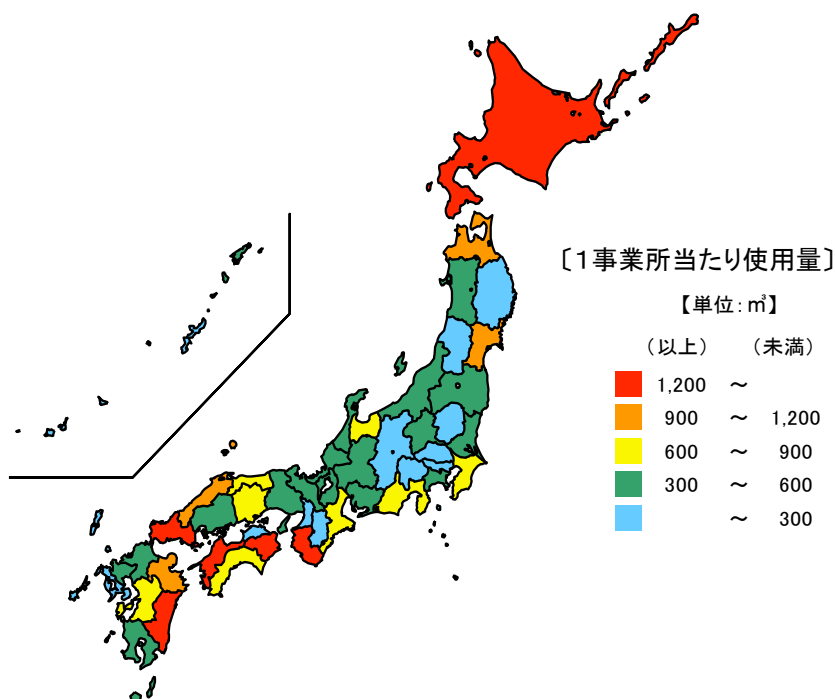 〔1事業所当たり使用量〕
【単位:㎥】
(以上) (未満)
1,200 ～
900 ～ 1,200
600 ～ 900
300 ～ 600
～ 300